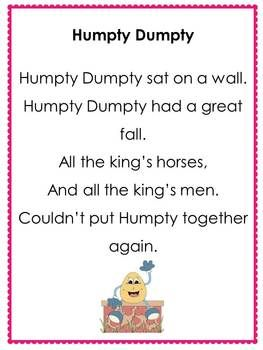 Humpty Dumpty
Humpty Dumpty sat on a wall.
Humpty Dumpty had a great
fall.
All the king's horses,
And all the king's men.
Couldn't put Humpty together
again.